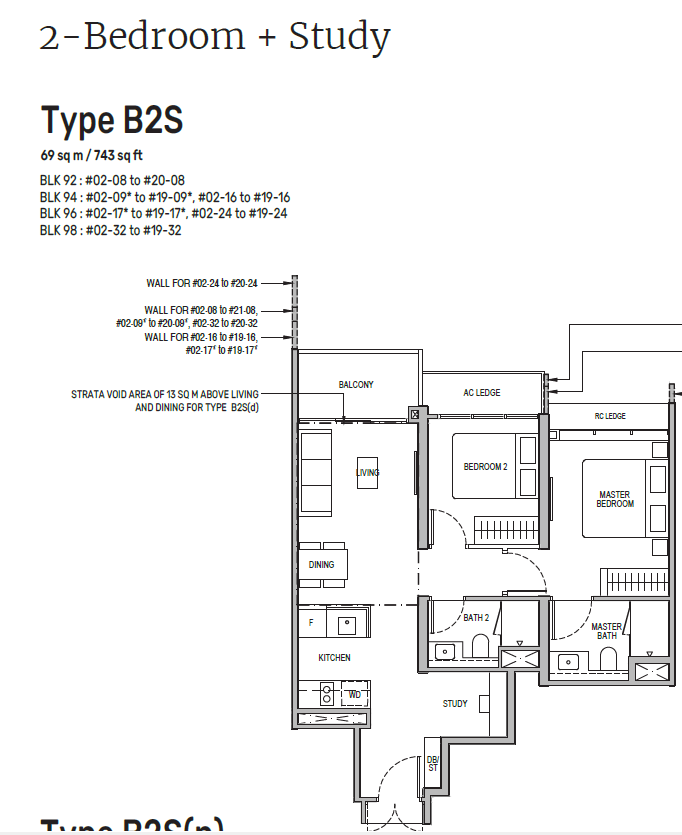 2-Bedroom + Study
Type B2S
69 sq m / 743 sq ft
BLK 92 : #02-08 to #20-08
BLK 94 : #02-09* to #19-09*, #02-16 to #19-16
BLK 96 : #02-17* to #19-17*, #02-24 to #19-24
BLK 98 : #02-32 to #19-32
WALL FOR #02-24 to #20-24
WALL FOR #02-08 to #21-08,
#02-09* to #20-09*, #02-32 to #20-32
WALL FOR #02-16 to #19-16,
#02-17* to #19-17*
BALCONY
AC LEDGE
STRATA VOID AREA OF 13 SQ M ABOVE LIVING
AND DINING FOR TYPE B2S(d)
RC LEDGE
LIVING
BEDROOM 2
MASTER
BEDROOM
DINING
F
BATH 2
MASTER
BATH
KITCHEN
WD
STUDY
DB/
ST
Type B2S(p)